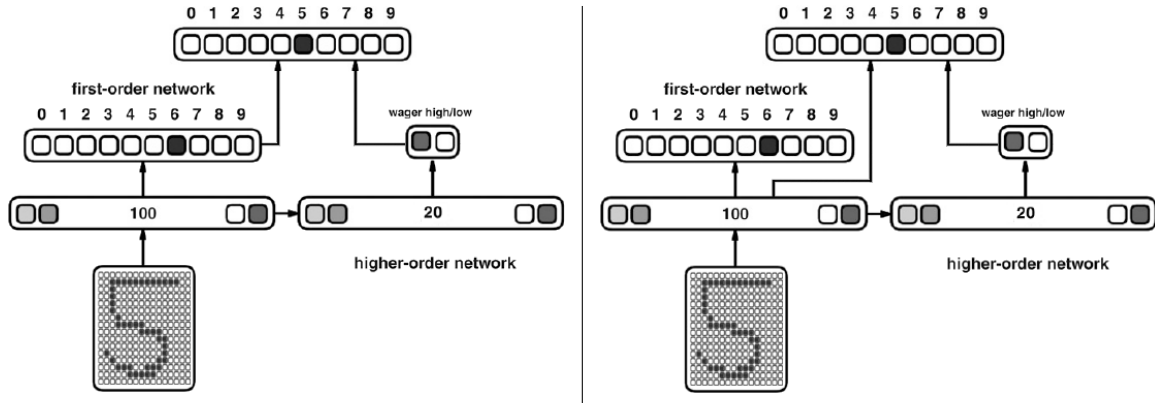 0 1 2 3 4 5 6 7 8 9
first-order network
0 1 2 3 4 5 6 7 8 9
wager high/low
100
20
higher-order network
0 1 2 3 4 5 6 7 8 9
first-order network
0 1 2 3 4 5 6 7 8 9
wager high/low
100
20
higher-order network